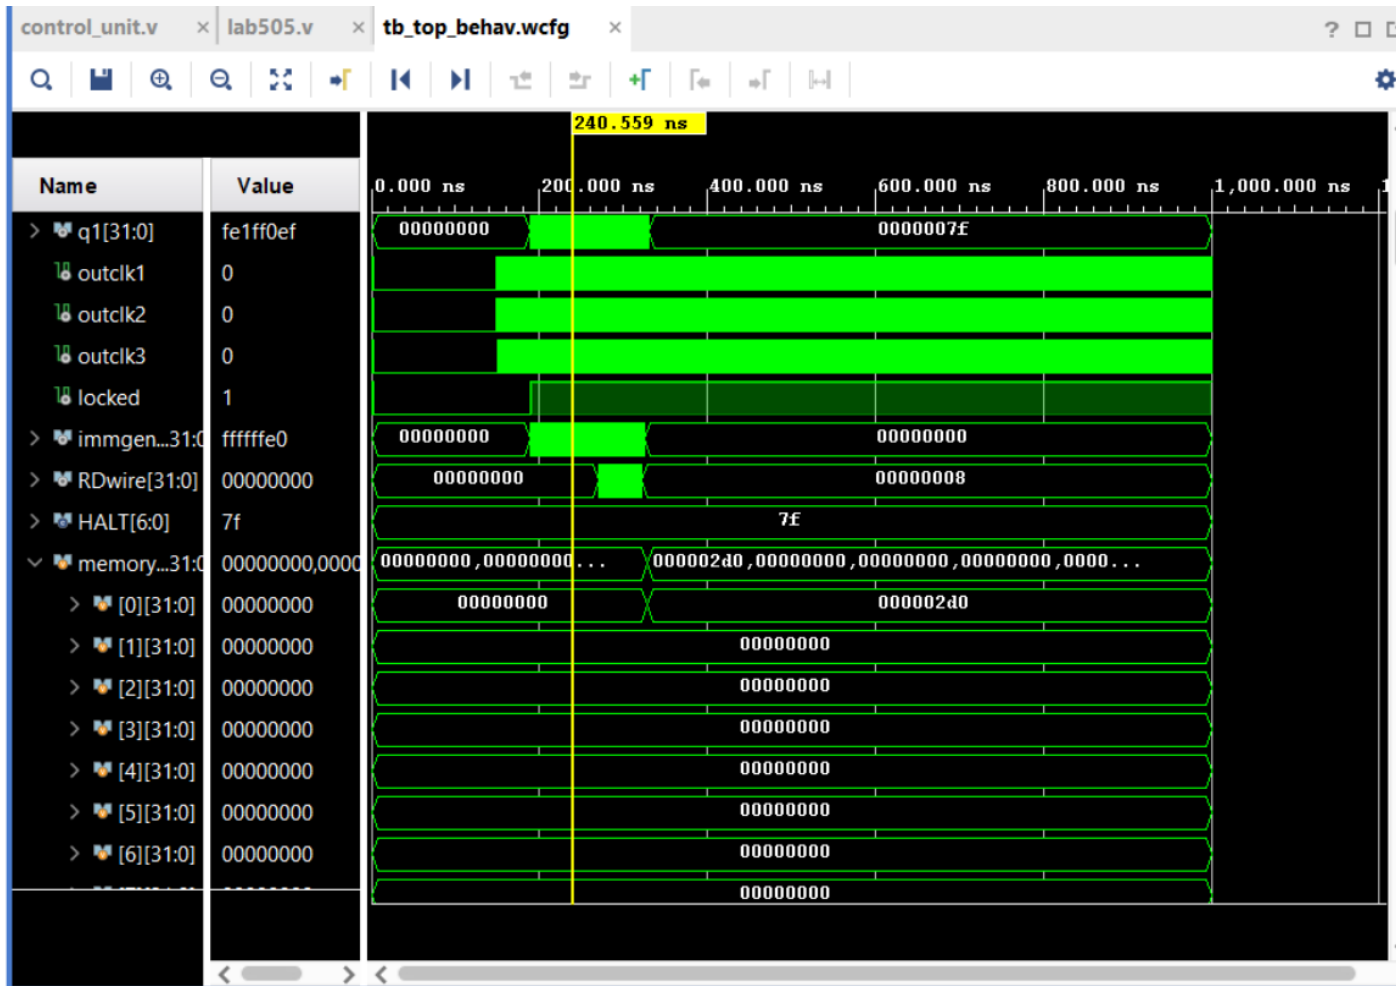 control_unit.v × lab505.v × tb_top_behav.wcfg × ?
240.559 ns
Name Value 0.000 ns 200.000 ns 400.000 ns 600.000 ns 800.000 ns 1,000.000 ns
q1[31:0] fe1ff0ef 00000000 0000007f
outclk1 0
outclk2 0
outclk3 0
locked 1
immgen...31:0 ffffffe0 00000000 00000000
RDwire[31:0] 00000000 00000000 00000008
HALT[6:0] 7f 7f
memory...31:0 00000000,0000 00000000,00000000... 000002d0,00000000,00000000,00000000,0000...
[0][31:0] 00000000 00000000 000002d0
[1][31:0] 00000000 00000000
[2][31:0] 00000000 00000000
[3][31:0] 00000000 00000000
[4][31:0] 00000000 00000000
[5][31:0] 00000000 00000000
[6][31:0] 00000000 00000000
00000000